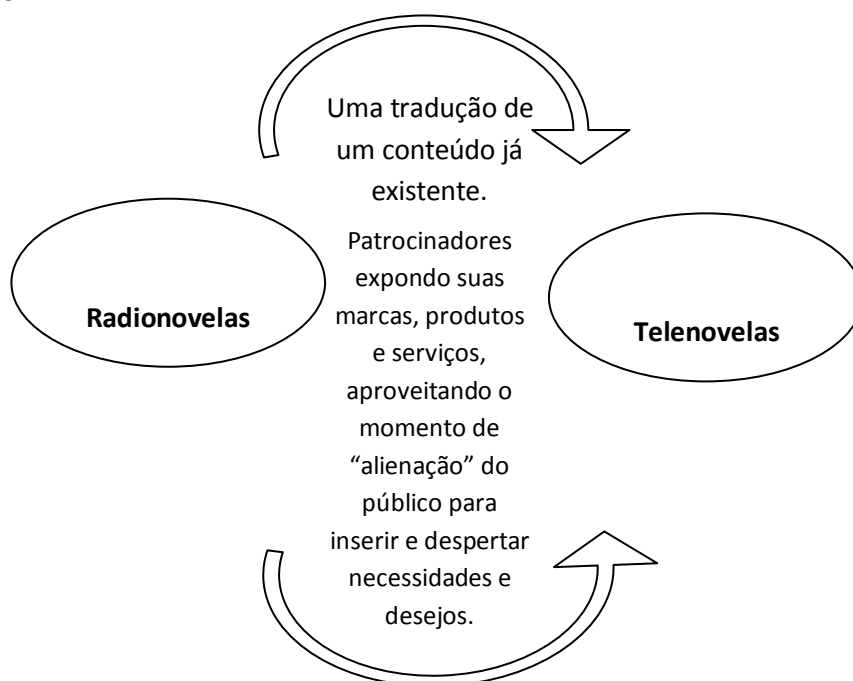 Uma tradução de
um conteúdo já
existente.
Patrocinadores
expondo suas
marcas, produtos
e serviços,
aproveitando o
momento de
“alienação” do
público para
inserir e despertar
necessidades e
desejos.
Radionovelas
Telenovelas